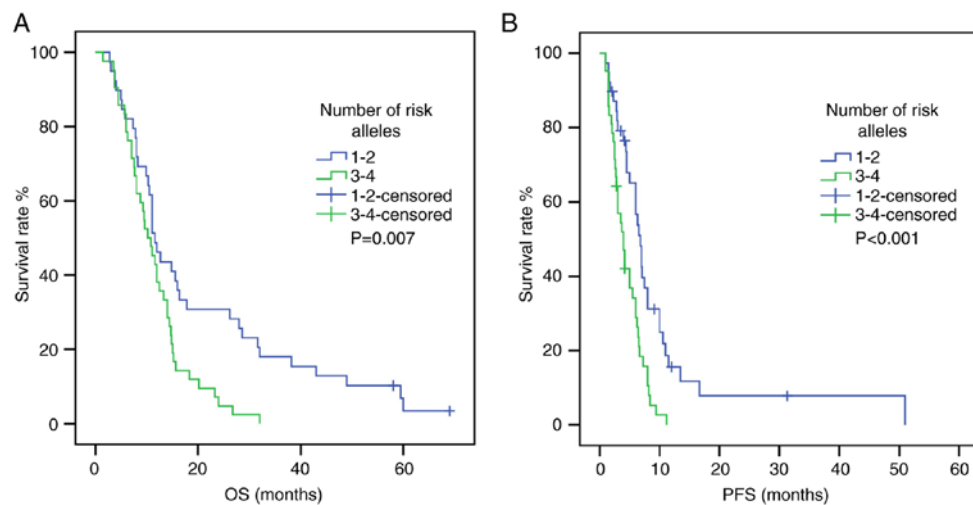 A
100
80
60
40
20
0
Survival rate %
Number of risk
alleles
1-2
3-4
1-2-censored
3-4-censored
P=0.007
0 20 40 60
OS (months)
B
100
80
60
40
20
0
Survival rate %
Number of risk
alleles
1-2
3-4
1-2-censored
3-4-censored
P<0.001
0 10 20 30 40 50 60
PFS (months)